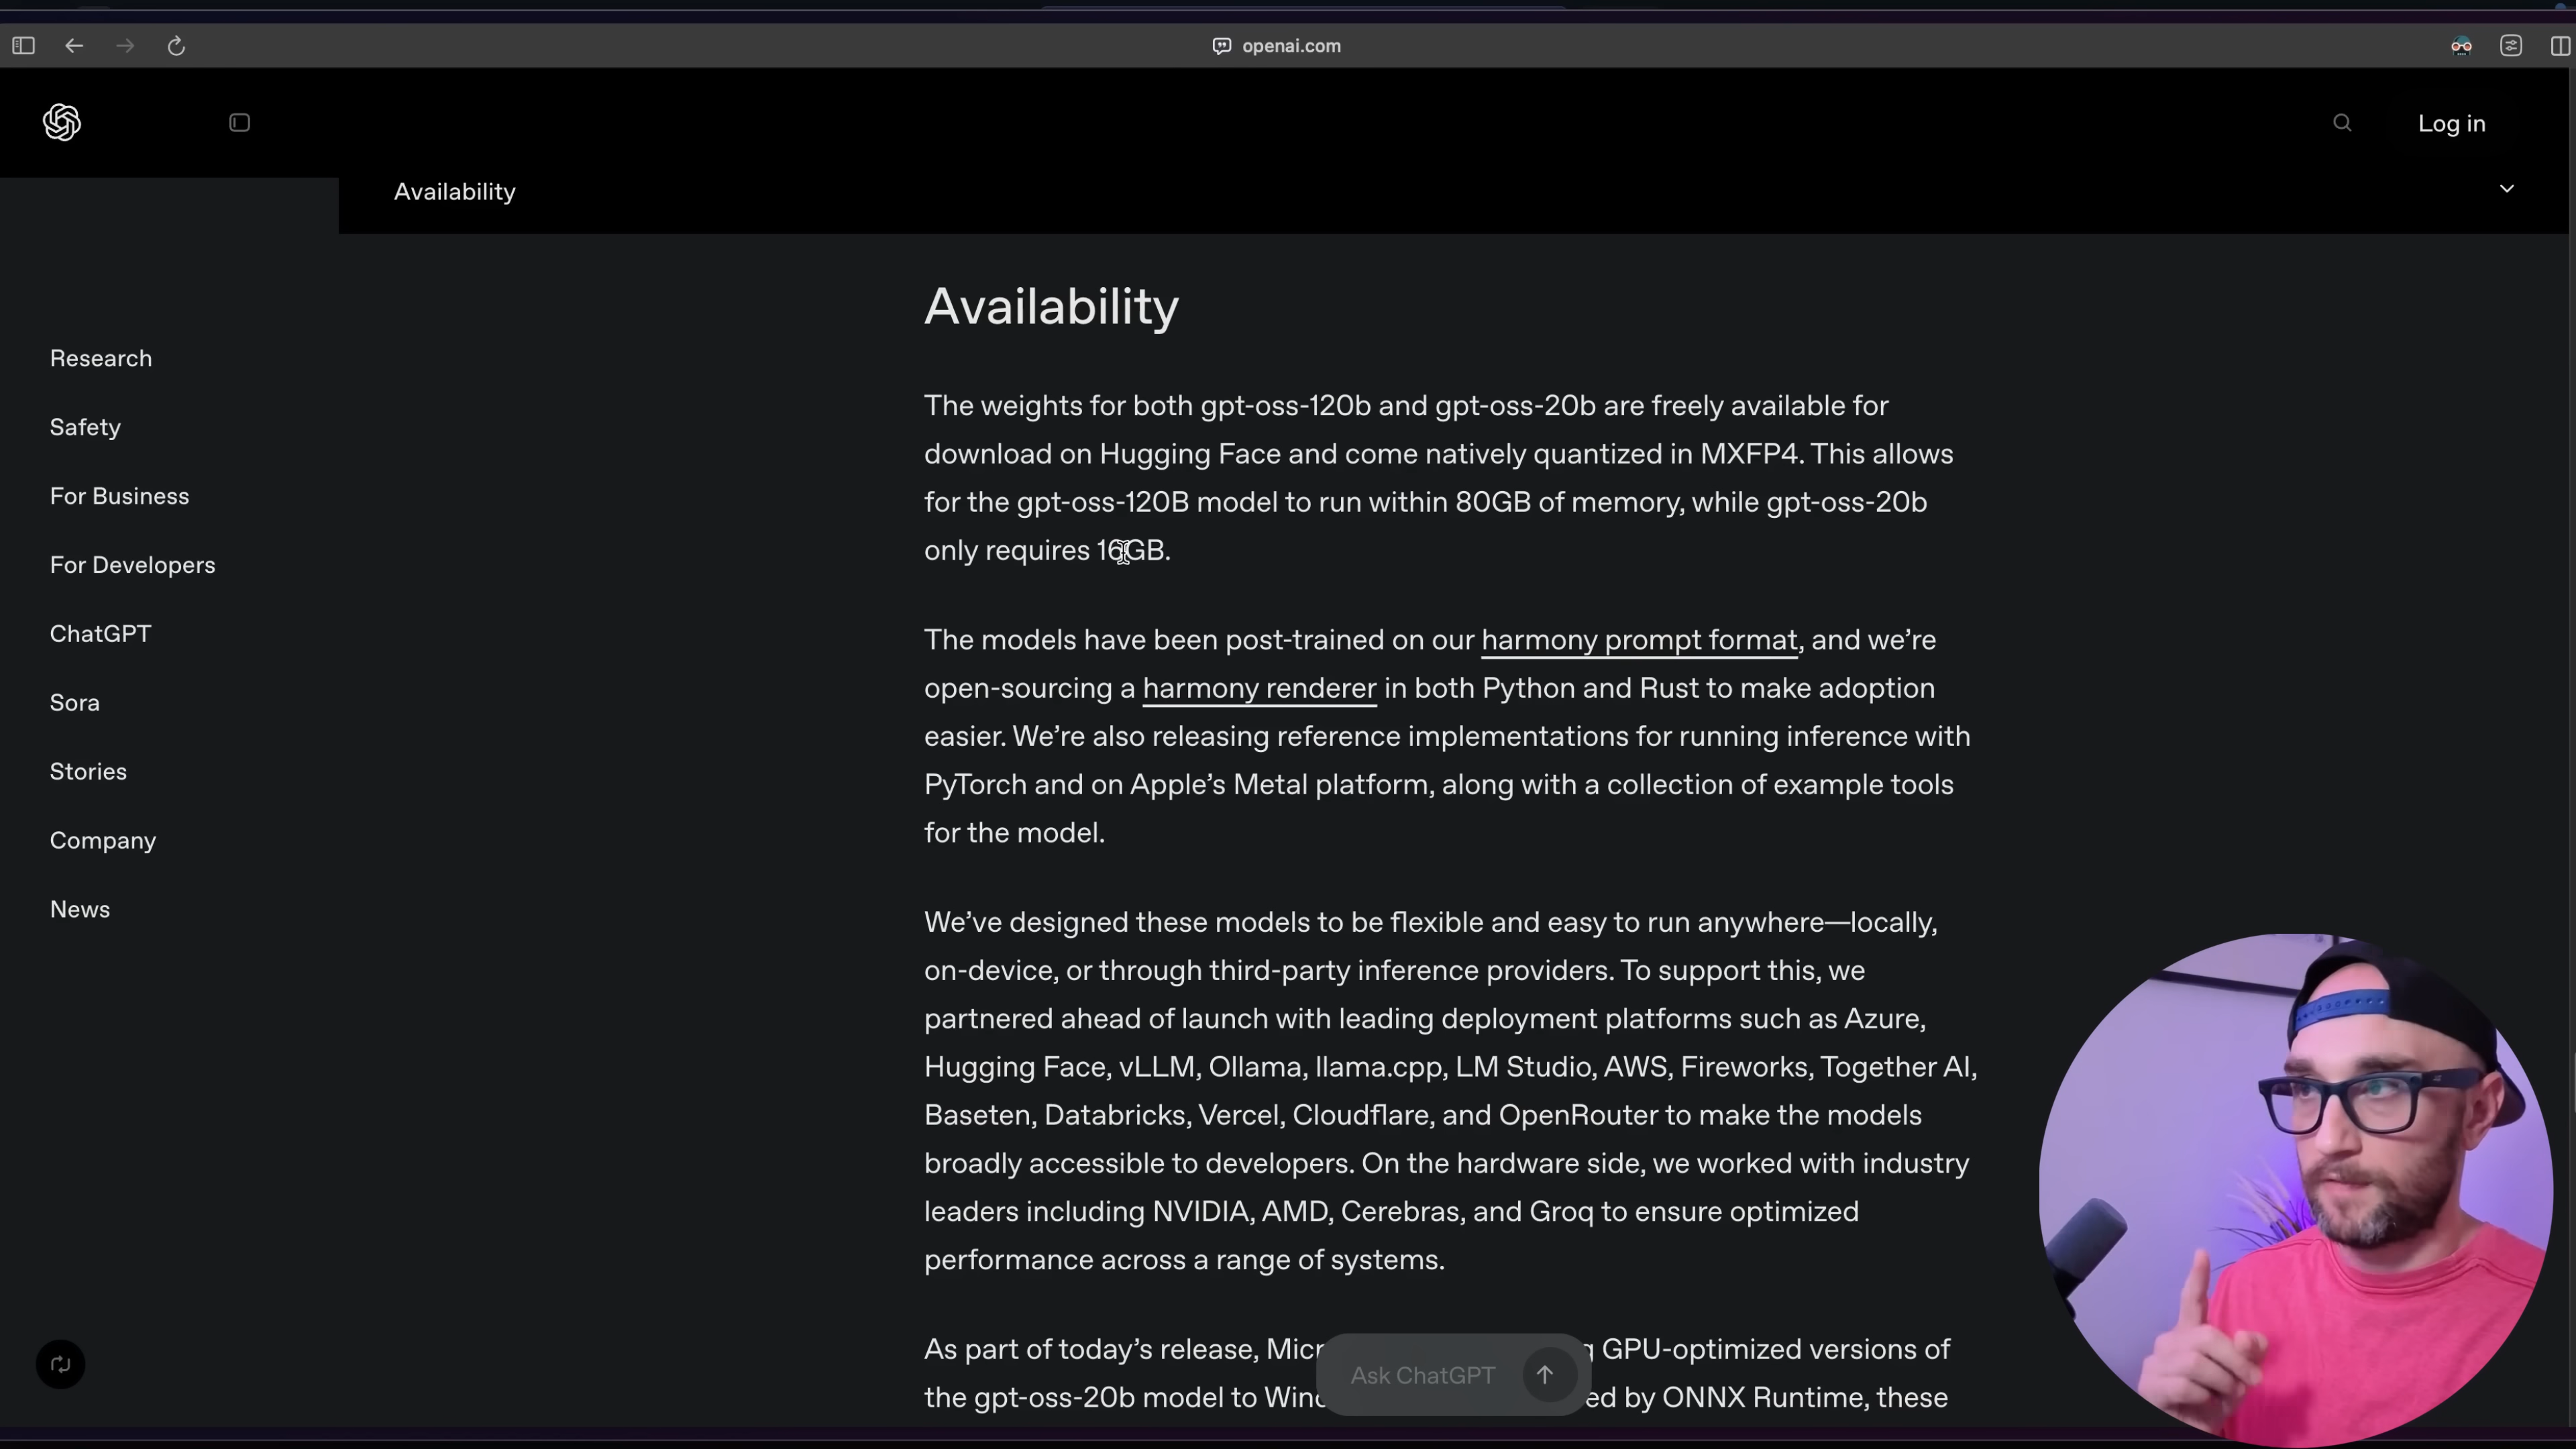 openai.com
Log in
Availability
Availability
Research
Safety
For Business
For Developers
ChatGPT
Sora
Stories
Company
News
The weights for both gpt-oss-120b and gpt-oss-20b are freely available for
download on Hugging Face and come natively quantized in MXFP4. This allows
for the gpt-oss-120B model to run within 80GB of memory, while gpt-oss-20b
only requires 16GB.
The models have been post-trained on our harmony prompt format, and we’re
open-sourcing a harmony renderer in both Python and Rust to make adoption
easier. We’re also releasing reference implementations for running inference with
PyTorch and on Apple’s Metal platform, along with a collection of example tools
for the model.
We’ve designed these models to be flexible and easy to run anywhere—locally,
on-device, or through third-party inference providers. To support this, we
partnered ahead of launch with leading deployment platforms such as Azure,
Hugging Face, vLLM, Ollama, llama.cpp, LM Studio, AWS, Fireworks, Together AI,
Baseten, Databricks, Vercel, Cloudflare, and OpenRouter to make the models
broadly accessible to developers. On the hardware side, we worked with industry
leaders including NVIDIA, AMD, Cerebras, and Groq to ensure optimized
performance across a range of systems.
As part of today’s release, GPU-optimized versions of
the gpt-oss-20b model to by ONNX Runtime, these
Ask ChatGPT